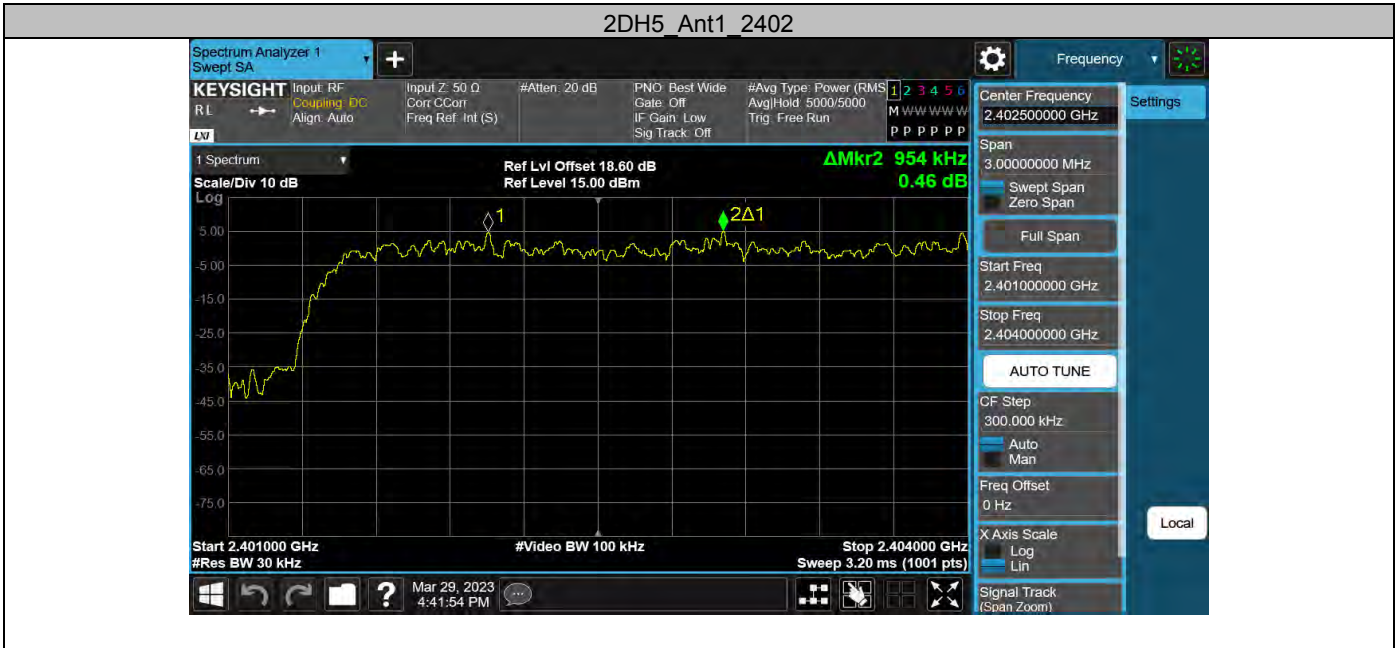 2DH5_Ant1_2402
Spectrum Analyzer 1
Swept SA
+
Frequency
KEYSIGHT
R L
LXI
Input: RF
Coupling: DC
Align: Auto
Input Z: 50 Ω
Corr CCorr
Freq Ref: Int (S)
#Atten: 20 dB
PNO: Best Wide
Gate: Off
IF Gain: Low
Sig Track: Off
#Avg Type: Power (RMS
Avg|Hold: 5000/5000
Trig: Free Run
1 2 3 4 5 6
M W W W W W
P P P P P P
Center Frequency
2.402500000 GHz
Settings
1 Spectrum
Scale/Div 10 dB
Ref Lvl Offset 18.60 dB
Ref Level 15.00 dBm
ΔMkr2 954 kHz
0.46 dB
Span
3.00000000 MHz
Swept Span
Zero Span
Full Span
Start Freq
2.401000000 GHz
Stop Freq
2.404000000 GHz
AUTO TUNE
CF Step
300.000 kHz
Auto
Man
Freq Offset
0 Hz
X Axis Scale
Log
Lin
Local
Signal Track
(Span Zoom)
Log
1
2Δ1
5.00
-5.00
-15.0
-25.0
-35.0
-45.0
-55.0
-65.0
-75.0
Start 2.401000 GHz
#Video BW 100 kHz
Stop 2.404000 GHz
#Res BW 30 kHz
Sweep 3.20 ms (1001 pts)
?
Mar 29, 2023
4:41:54 PM